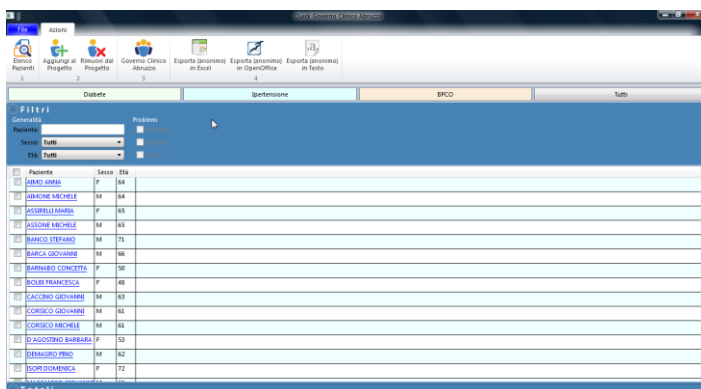 Quick Governo Clinico Abruzzo
File Azioni
Elenco Pazienti
Aggiungi al Progetto
Rimuovi dal Progetto
Governo Clinico Abruzzo
Esporta (anonimo) in Excel
Esporta (anonimo) in OpenOffice
Esporta (anonimo) in Testo
1 2 3 4
Diabete Ipertensione BPCO Tutti
Filtri
Generalità Problemi
Paziente:
Sesso: Tutti
Età: Tutti
Paziente Sesso Età
AIMO ANNA F 64
AIMONE MICHELE M 64
ASSIRELLI MARIA F 65
ASSONE MICHELE M 65
BANCO STEFANO M 71
BARCA GIOVANNI M 66
BARNABO CONCETTA F 50
BOLBI FRANCESCA F 48
CACCINO GIOVANNI M 63
CORSICO GIOVANNI M 61
CORSICO MICHELE M 61
D'AGOSTINO BARBARA F 53
DEMAGRO PINO M 62
ISOPI DOMENICA F 72
Totali